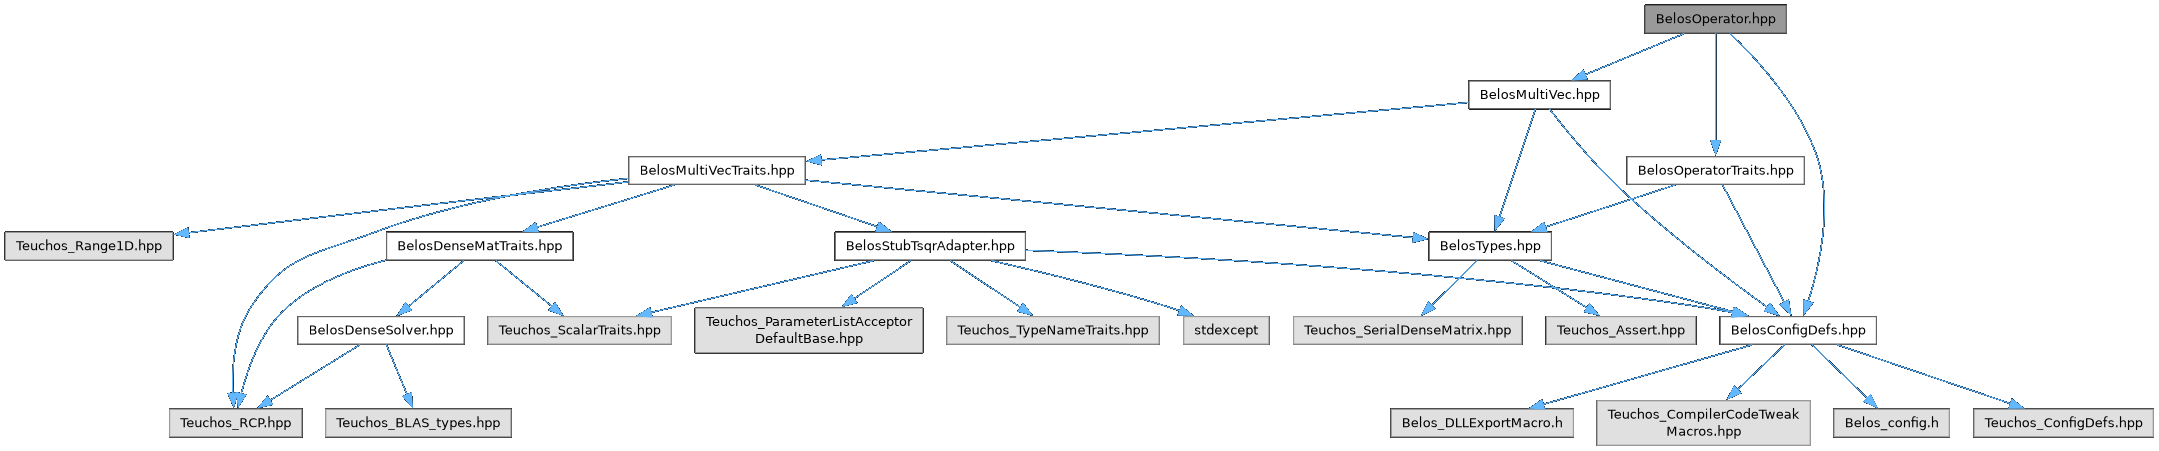 BelosOperator.hpp
BelosMultiVec.hpp
BelosMultiVecTraits.hpp
BelosOperatorTraits.hpp
Teuchos_Range1D.hpp
BelosDenseMatTraits.hpp
BelosStubTsqrAdapter.hpp
BelosTypes.hpp
BelosDenseSolver.hpp
Teuchos_ScalarTraits.hpp
Teuchos_ParameterListAcceptor
DefaultBase.hpp
Teuchos_TypeNameTraits.hpp
stdexcept
Teuchos_SerialDenseMatrix.hpp
Teuchos_Assert.hpp
BelosConfigDefs.hpp
Teuchos_RCP.hpp
Teuchos_BLAS_types.hpp
Belos_DLLExportMacro.h
Teuchos_CompilerCodeTweak
Macros.hpp
Belos_config.h
Teuchos_ConfigDefs.hpp